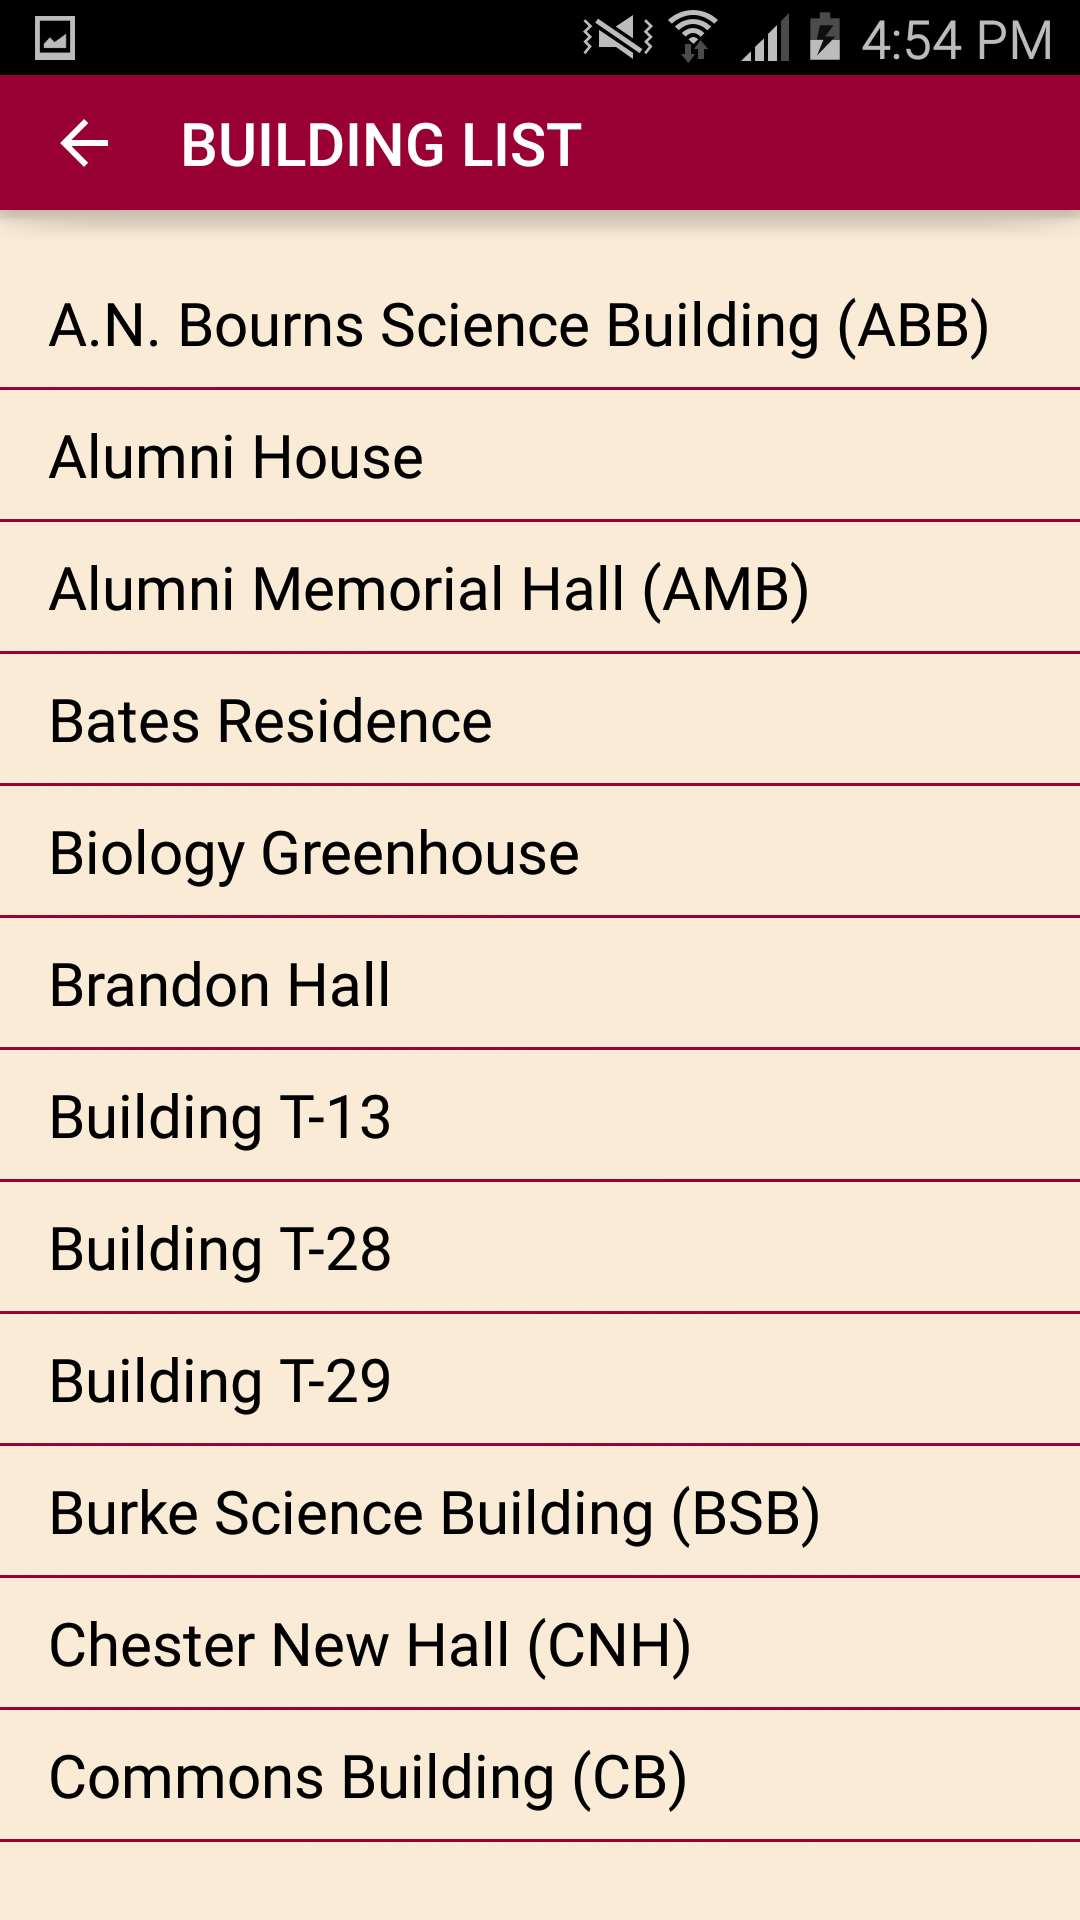 4:54 PM
BUILDING LIST
A.N. Bourns Science Building (ABB)
Alumni House
Alumni Memorial Hall (AMB)
Bates Residence
Biology Greenhouse
Brandon Hall
Building T-13
Building T-28
Building T-29
Burke Science Building (BSB)
Chester New Hall (CNH)
Commons Building (CB)